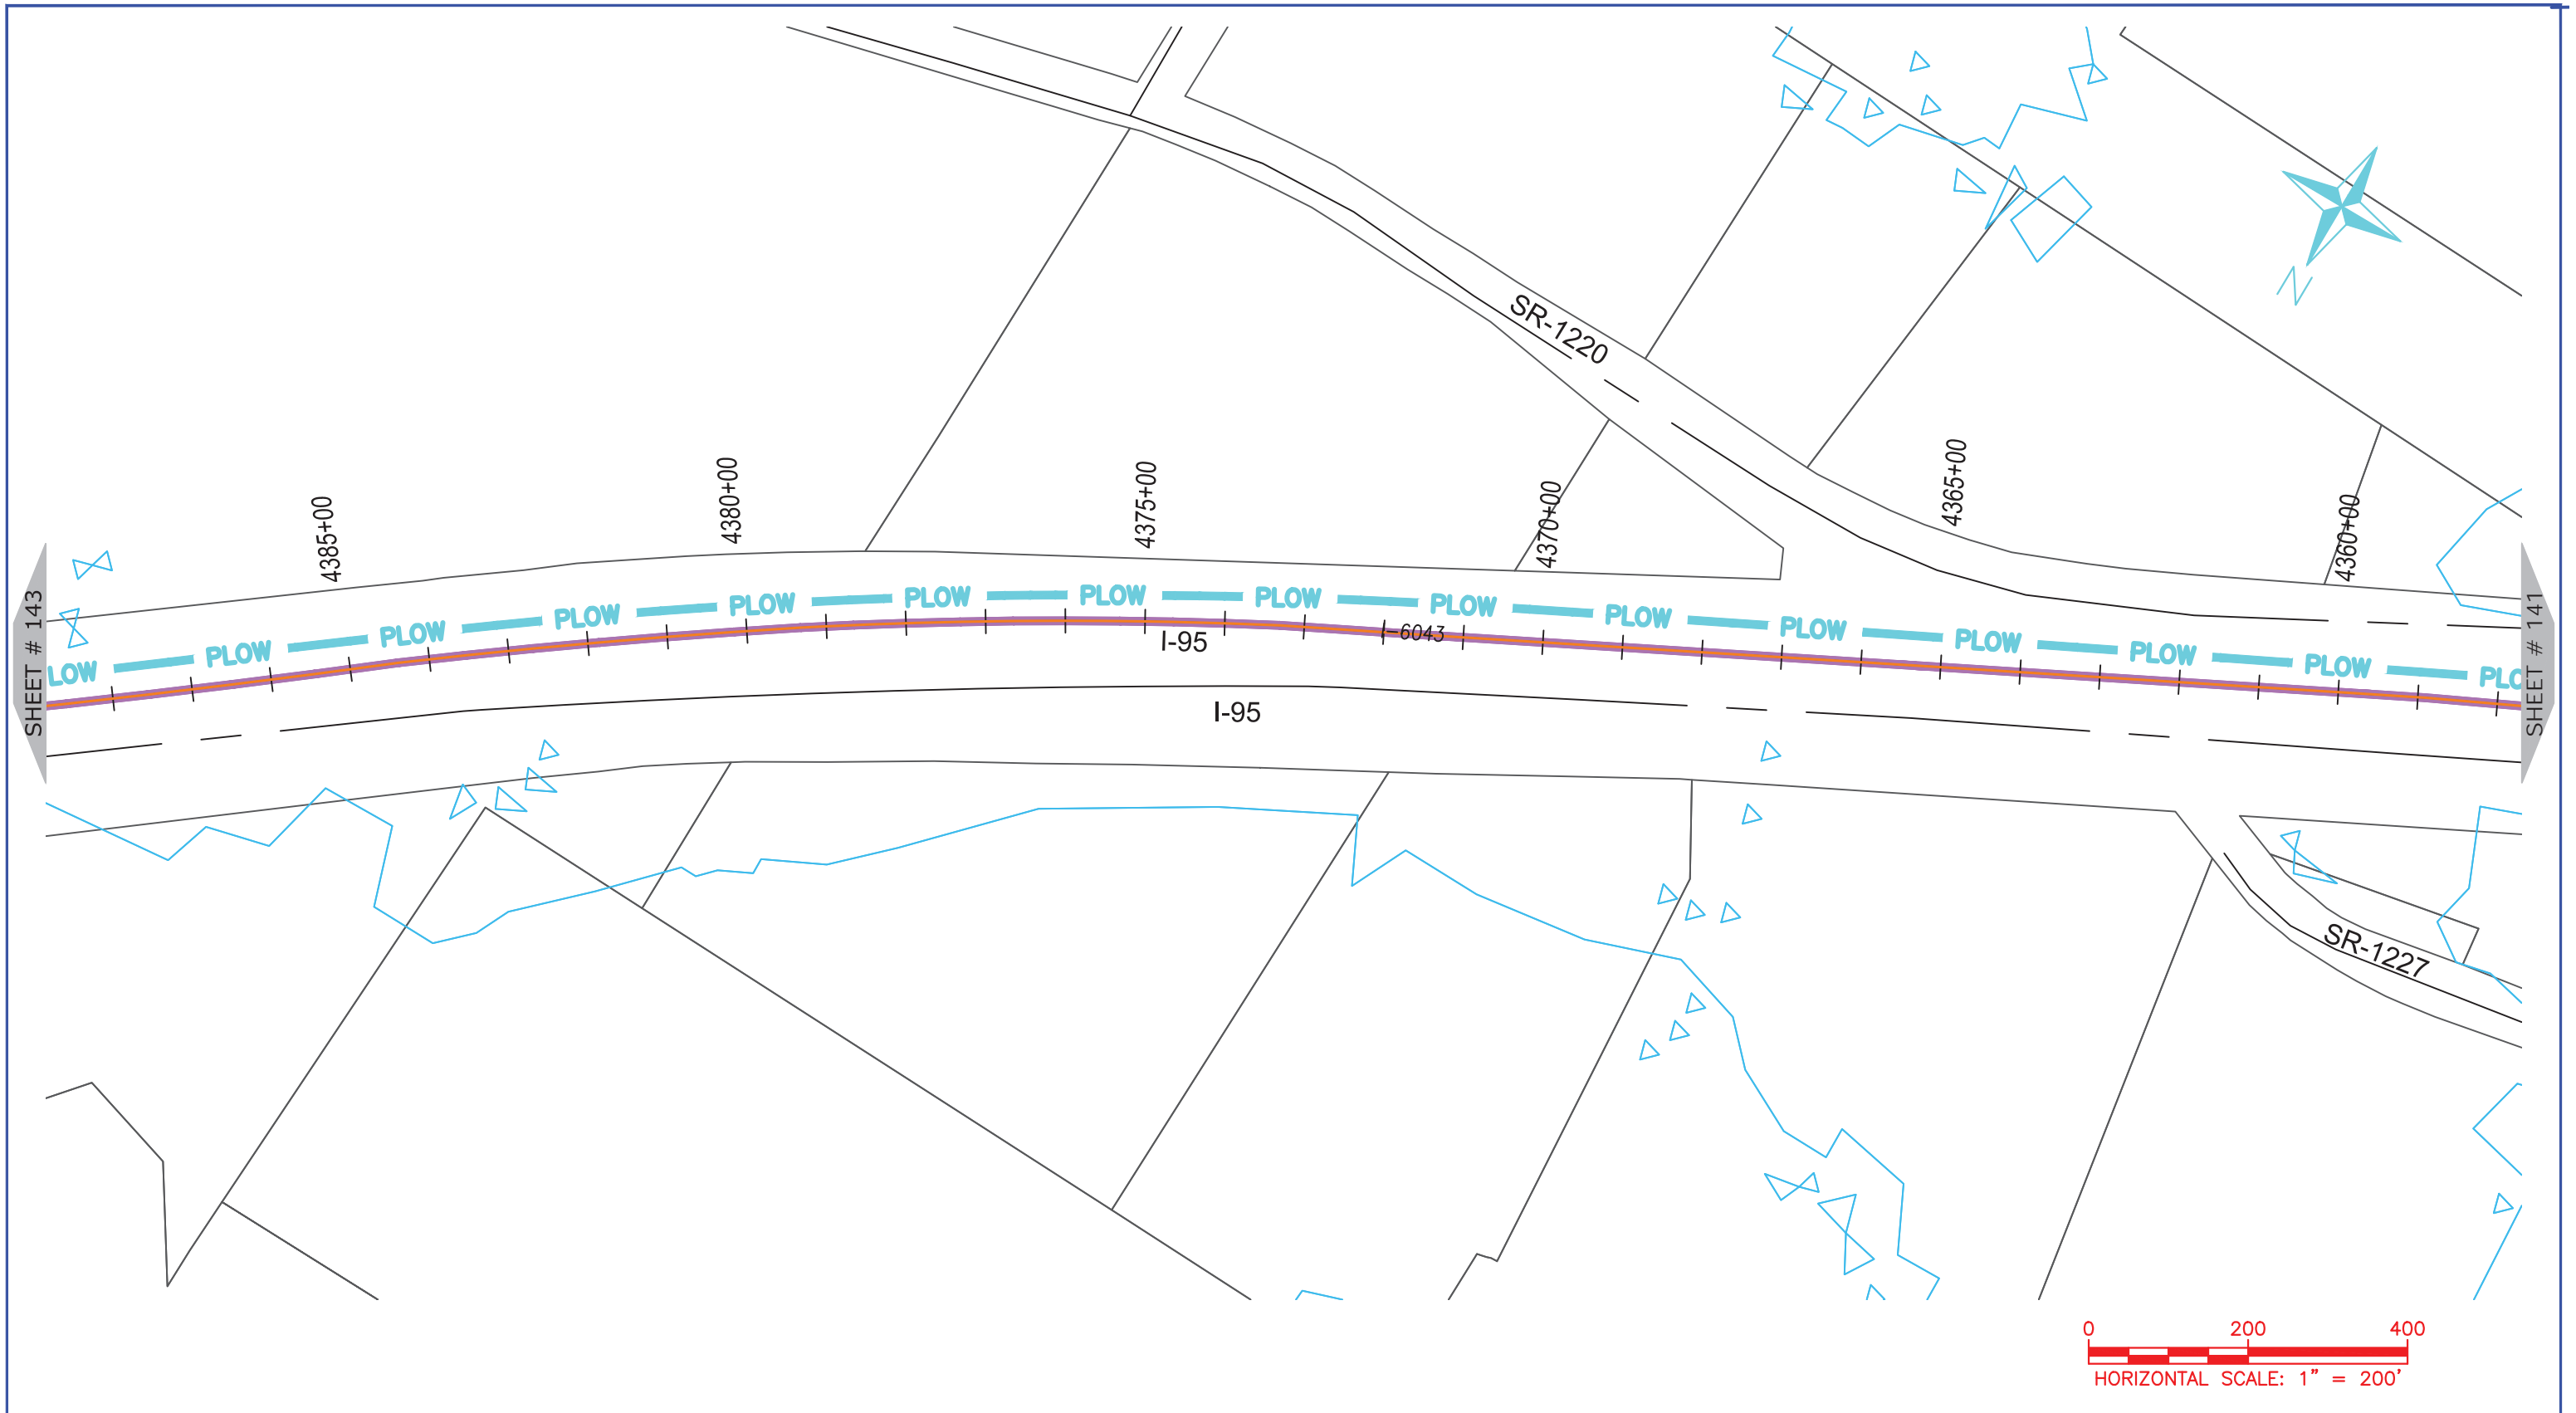 SR-1220
N
4385+00
4380+00
4375+00
4370+00
4365+00
4360+00
SHEET # 143
LOW PLOW PLOW PLOW PLOW PLOW PLOW PLOW PLOW PLOW PLOW PLOW PLOW PLOW PLO
SHEET # 141
I-6043
I-95
I-95
SR-1227
0 200 400
HORIZONTAL SCALE: 1" = 200'